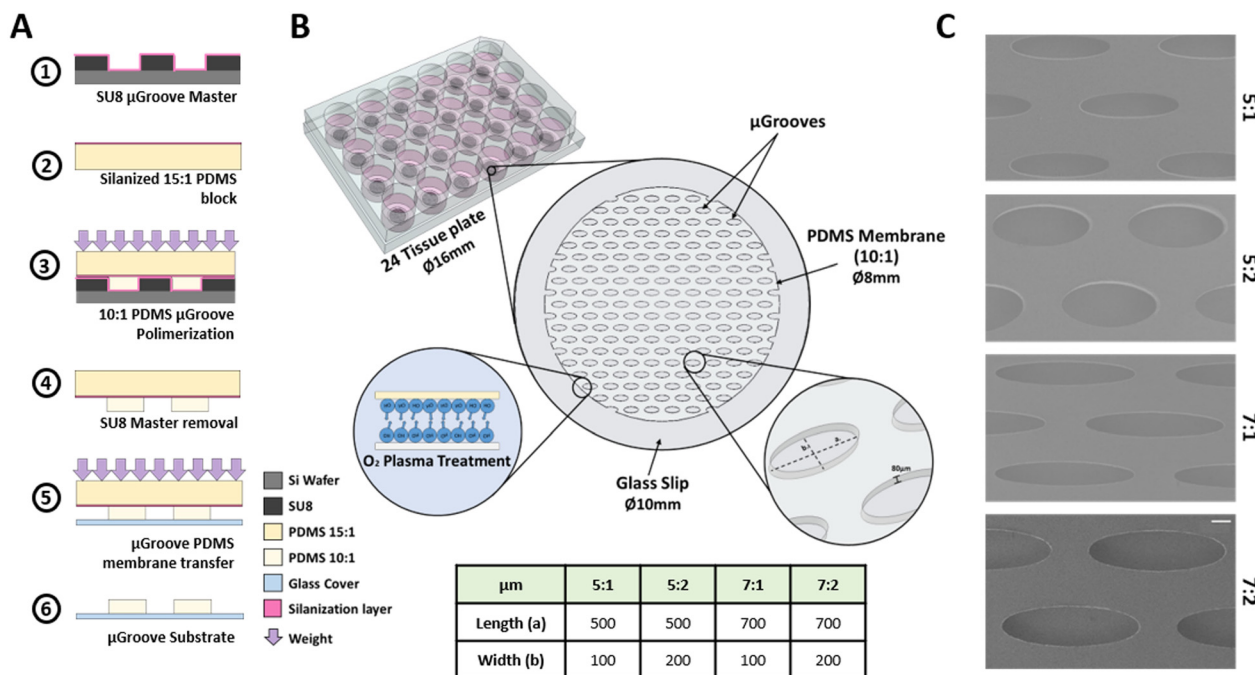 A
1
SU8 µGroove Master
2
Silanized 15:1 PDMS
block
3
10:1 PDMS µGroove
Polimerization
4
SU8 Master removal
5
µGroove PDMS
membrane transfer
6
µGroove Substrate
Si Wafer
SU8
PDMS 15:1
PDMS 10:1
Glass Cover
Silanization layer
Weight
B
24 Tissue plate
Ø16mm
µGrooves
PDMS Membrane
(10:1)
Ø8mm
O₂ Plasma Treatment
Glass Slip
Ø10mm
b.
a.
80µm
µm 5:1 5:2 7:1 7:2
Length (a) 500 500 700 700
Width (b) 100 200 100 200
C
5:1
5:2
7:1
7:2